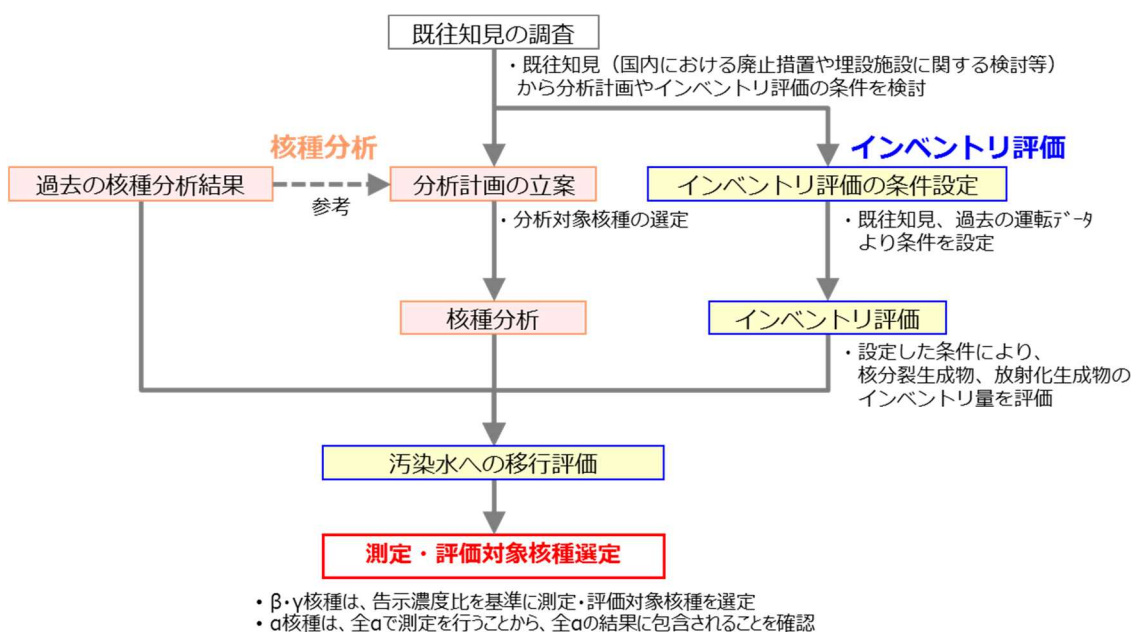 既往知見の調査
・既往知見（国内における廃止措置や埋設施設に関する検討等）
から分析計画やインベントリ評価の条件を検討
核種分析
インベントリ評価
過去の核種分析結果
参考
分析計画の立案
インベントリ評価の条件設定
・分析対象核種の選定
・既往知見、過去の運転ﾃﾞｰﾀ
より条件を設定
核種分析
インベントリ評価
・設定した条件により、
核分裂生成物、放射化生成物の
インベントリ量を評価
汚染水への移行評価
測定・評価対象核種選定
・β・γ核種は、告示濃度比を基準に測定・評価対象核種を選定
・α核種は、全αで測定を行うことから、全αの結果に包含されることを確認